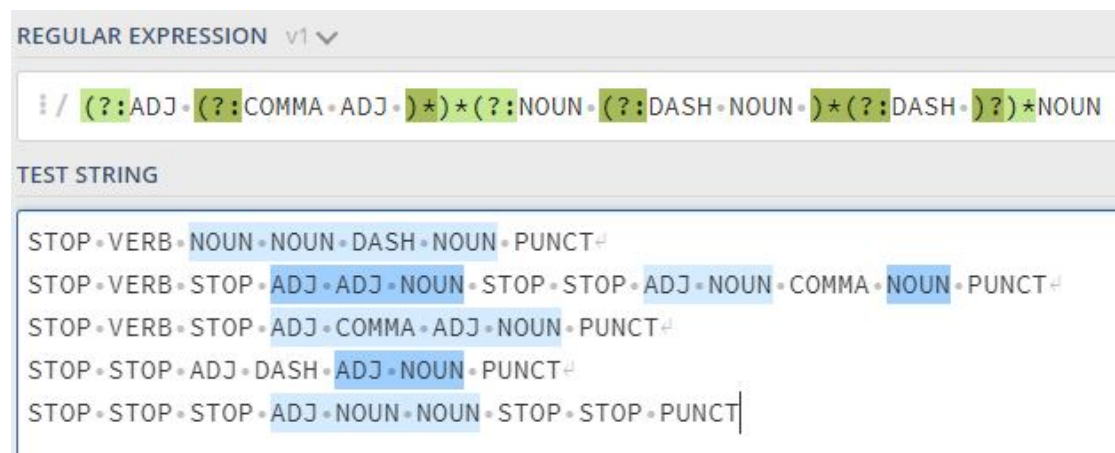 REGULAR EXPRESSION v1
/ (?:ADJ·(?:COMMA·ADJ·)*)*(?:NOUN·(?:DASH·NOUN·)*(?:DASH·)?)*NOUN
TEST STRING
STOP·VERB·NOUN·NOUN·DASH·NOUN·PUNCT↵
STOP·VERB·STOP·ADJ·ADJ·NOUN·STOP·STOP·ADJ·NOUN·COMMA·NOUN·PUNCT↵
STOP·VERB·STOP·ADJ·COMMA·ADJ·NOUN·PUNCT↵
STOP·STOP·ADJ·DASH·ADJ·NOUN·PUNCT↵
STOP·STOP·STOP·ADJ·NOUN·NOUN·STOP·STOP·PUNCT